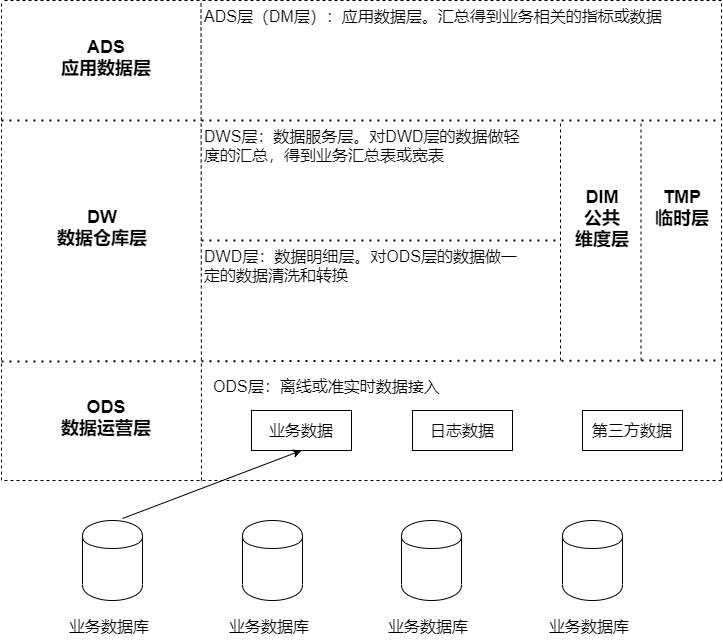 ADS
应用数据层
ADS层（DM层）：应用数据层。汇总得到业务相关的指标或数据
DW
数据仓库层
DWS层：数据服务层。对DWD层的数据做轻
度的汇总，得到业务汇总表或宽表
DWD层：数据明细层。对ODS层的数据做一
定的数据清洗和转换
DIM
公共
维度层
TMP
临时层
ODS
数据运营层
ODS层：离线或准实时数据接入
业务数据
日志数据
第三方数据
业务数据库
业务数据库
业务数据库
业务数据库